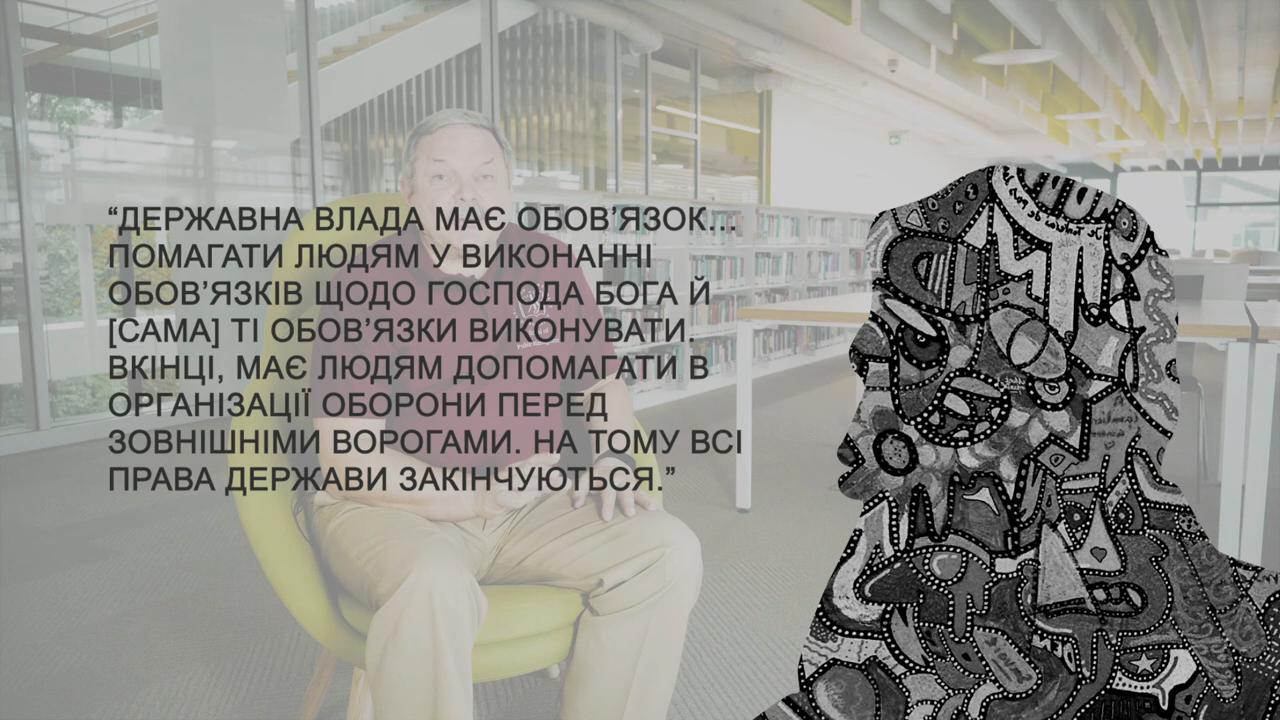 “ДЕРЖАВНА ВЛАДА МАЄ ОБОВ’ЯЗОК...
ПОМАГАТИ ЛЮДЯМ У ВИКОНАННІ
ОБОВ’ЯЗКІВ ЩОДО ГОСПОДА БОГА Й
[САМА] ТІ ОБОВ’ЯЗКИ ВИКОНУВАТИ.
ВКІНЦІ, МАЄ ЛЮДЯМ ДОПОМАГАТИ В
ОРГАНІЗАЦІЇ ОБОРОНИ ПЕРЕД
ЗОВНІШНІМИ ВОРОГАМИ. НА ТОМУ ВСІ
ПРАВА ДЕРЖАВИ ЗАКІНЧУЮТЬСЯ.”